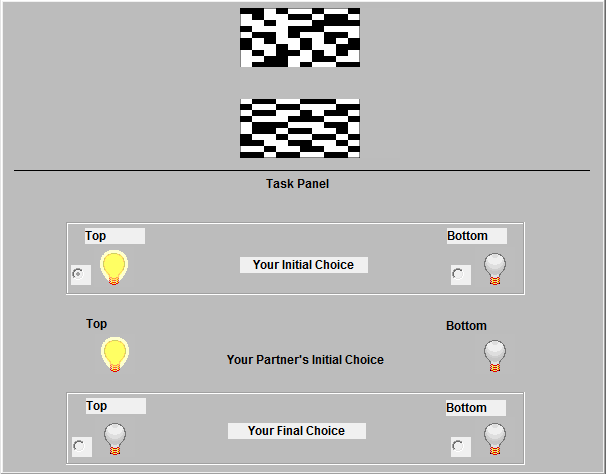 Task Panel
Top
Bottom
Your Initial Choice
Top
Bottom
Your Partner's Initial Choice
Top
Bottom
Your Final Choice